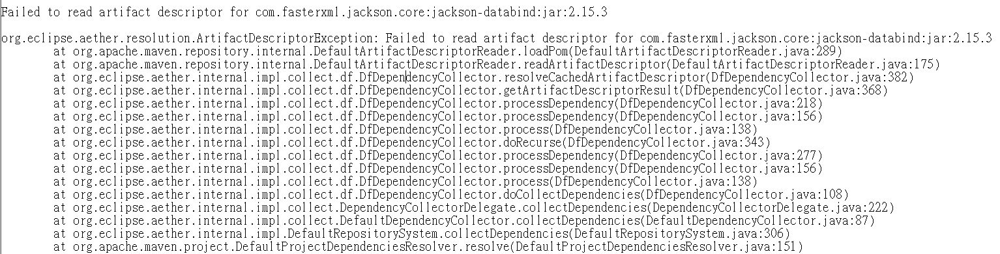 Failed to read artifact descriptor for com.fasterxml.jackson.core:jackson-databind:jar:2.15.3
org.eclipse.aether.resolution.ArtifactDescriptorException: Failed to read artifact descriptor for com.fasterxml.jackson.core:jackson-databind:jar:2.15.3
at org.apache.maven.repository.internal.DefaultArtifactDescriptorReader.loadPom(DefaultArtifactDescriptorReader.java:289)
at org.apache.maven.repository.internal.DefaultArtifactDescriptorReader.readArtifactDescriptor(DefaultArtifactDescriptorReader.java:175)
at org.eclipse.aether.internal.impl.collect.df.DfDependencyCollector.resolveCachedArtifactDescriptor(DfDependencyCollector.java:382)
at org.eclipse.aether.internal.impl.collect.df.DfDependencyCollector.getArtifactDescriptorResult(DfDependencyCollector.java:368)
at org.eclipse.aether.internal.impl.collect.df.DfDependencyCollector.processDependency(DfDependencyCollector.java:218)
at org.eclipse.aether.internal.impl.collect.df.DfDependencyCollector.processDependency(DfDependencyCollector.java:156)
at org.eclipse.aether.internal.impl.collect.df.DfDependencyCollector.process(DfDependencyCollector.java:138)
at org.eclipse.aether.internal.impl.collect.df.DfDependencyCollector.doRecurse(DfDependencyCollector.java:343)
at org.eclipse.aether.internal.impl.collect.df.DfDependencyCollector.processDependency(DfDependencyCollector.java:277)
at org.eclipse.aether.internal.impl.collect.df.DfDependencyCollector.processDependency(DfDependencyCollector.java:156)
at org.eclipse.aether.internal.impl.collect.df.DfDependencyCollector.process(DfDependencyCollector.java:138)
at org.eclipse.aether.internal.impl.collect.df.DfDependencyCollector.doCollectDependencies(DfDependencyCollector.java:108)
at org.eclipse.aether.internal.impl.collect.DependencyCollectorDelegate.collectDependencies(DependencyCollectorDelegate.java:222)
at org.eclipse.aether.internal.impl.collect.DefaultDependencyCollector.collectDependencies(DefaultDependencyCollector.java:87)
at org.eclipse.aether.internal.impl.DefaultRepositorySystem.collectDependencies(DefaultRepositorySystem.java:306)
at org.apache.maven.project.DefaultProjectDependenciesResolver.resolve(DefaultProjectDependenciesResolver.java:151)